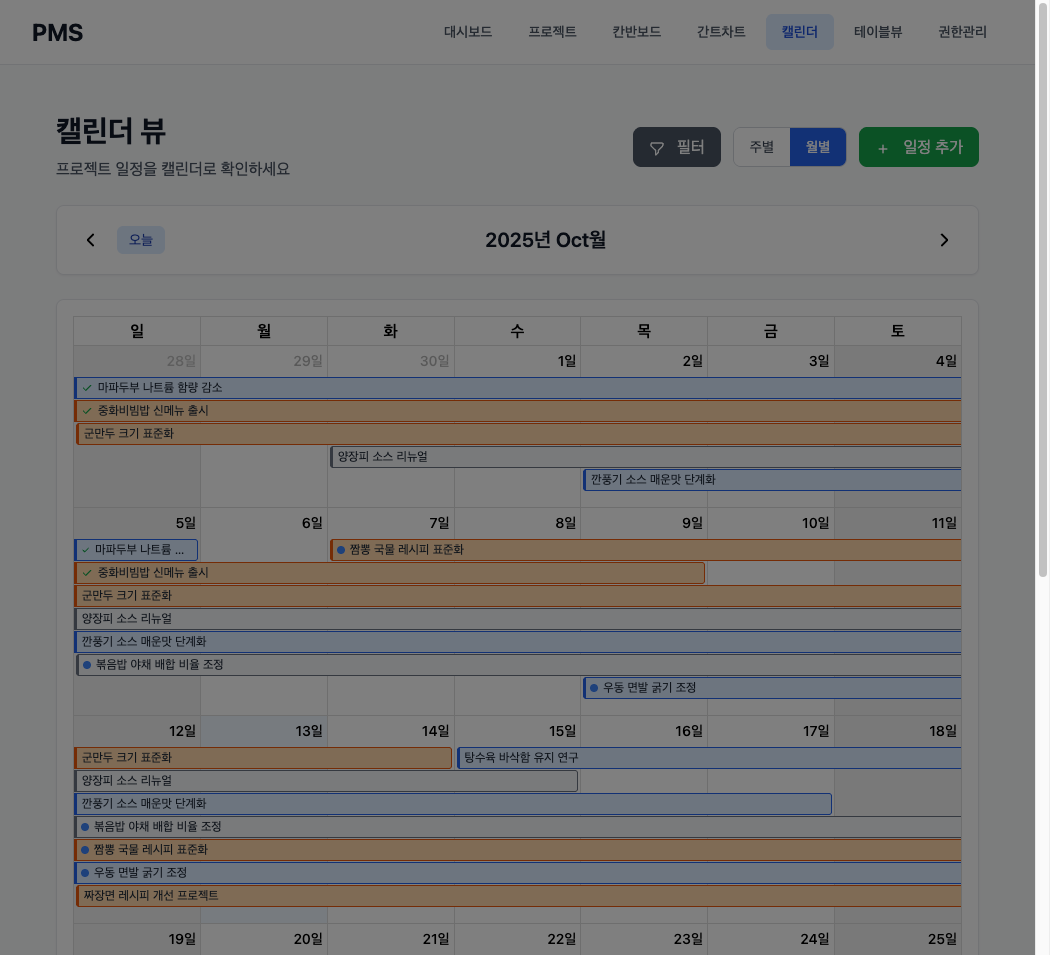 PMS
대시보드 프로젝트 칸반보드 간트차트 캘린더 테이블뷰 권한관리
캘린더 뷰
프로젝트 일정을 캘린더로 확인하세요
필터 주별 월별 + 일정 추가
오늘 2025년 Oct월
일 월 화 수 목 금 토
28일 29일 30일 1일 2일 3일 4일
마파두부 나트륨 함량 감소
중화비빔밥 신메뉴 출시
군만두 크기 표준화
양장피 소스 리뉴얼
깐풍기 소스 매운맛 단계화
5일 6일 7일 8일 9일 10일 11일
마파두부 나트륨 ... 짬뽕 국물 레시피 표준화
중화비빔밥 신메뉴 출시
군만두 크기 표준화
양장피 소스 리뉴얼
깐풍기 소스 매운맛 단계화
볶음밥 야채 배합 비율 조정
우동 면발 굵기 조정
12일 13일 14일 15일 16일 17일 18일
군만두 크기 표준화 탕수육 바삭함 유지 연구
양장피 소스 리뉴얼
깐풍기 소스 매운맛 단계화
볶음밥 야채 배합 비율 조정
짬뽕 국물 레시피 표준화
우동 면발 굵기 조정
짜장면 레시피 개선 프로젝트
19일 20일 21일 22일 23일 24일 25일